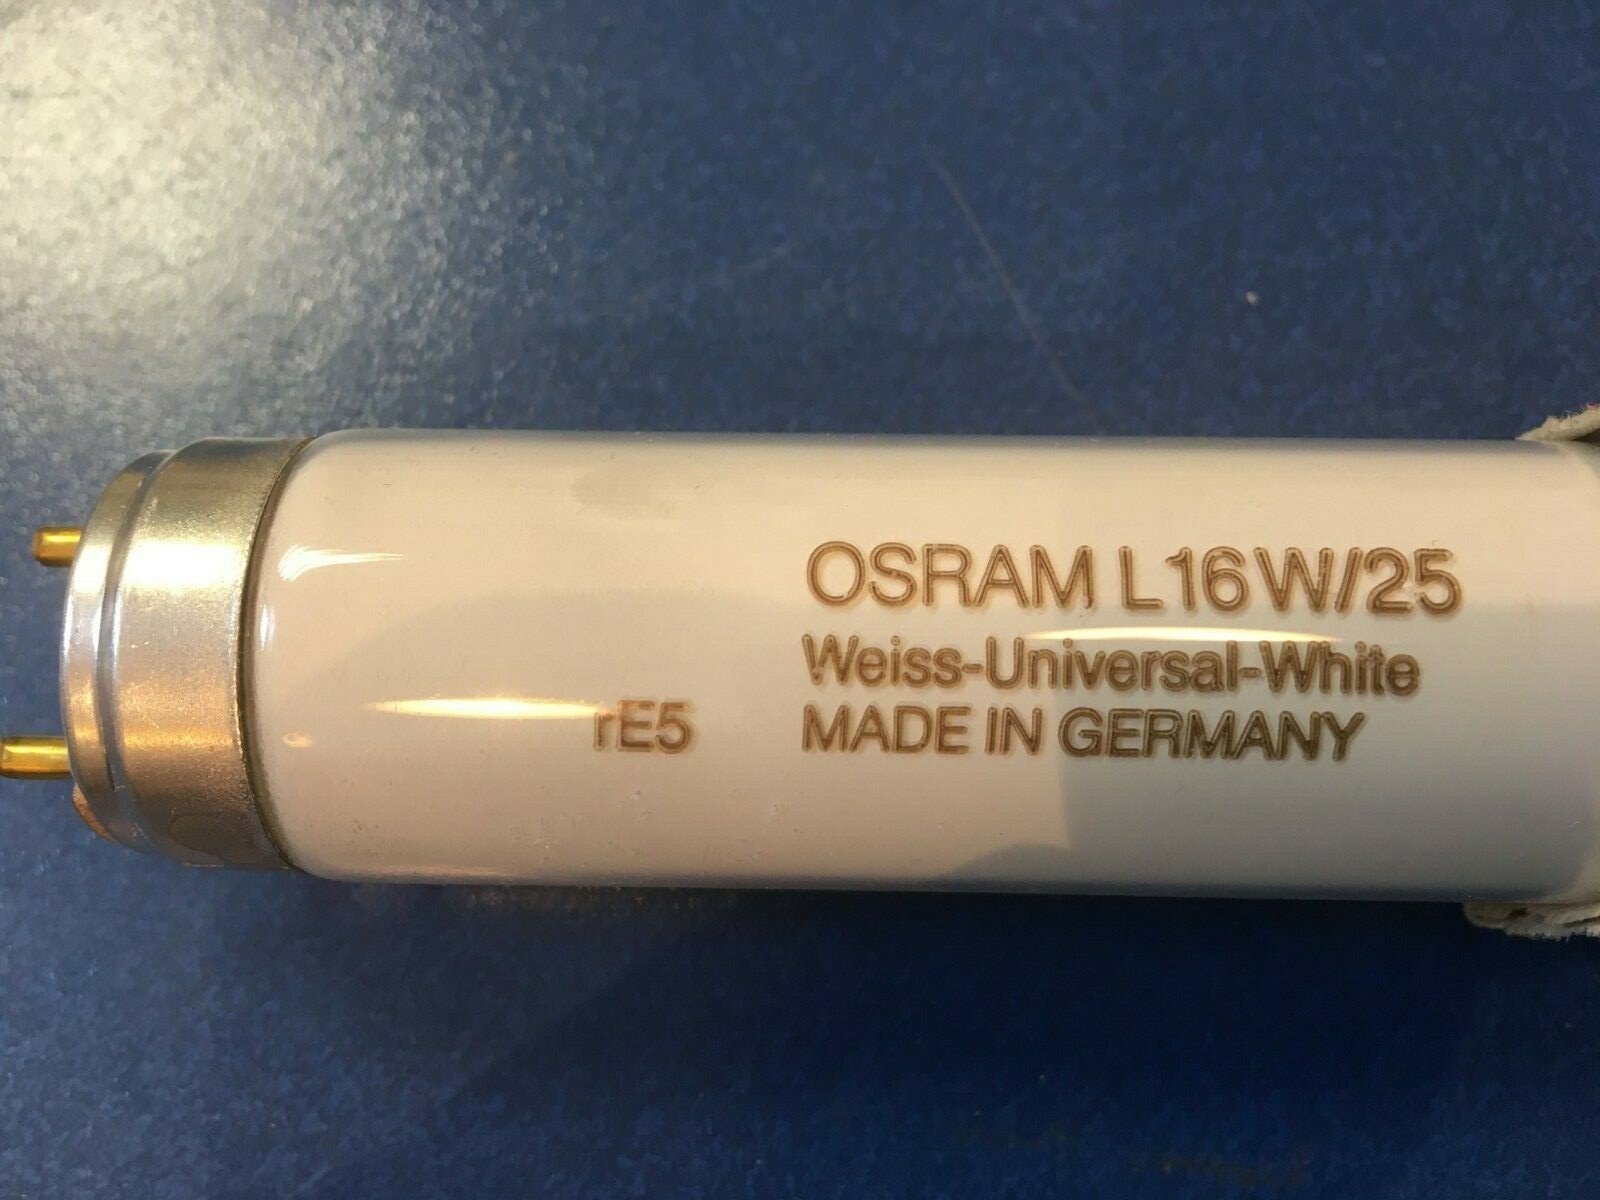 OSRAM L16W/25
Weiss-Universal-White
rE5 MADE IN GERMANY